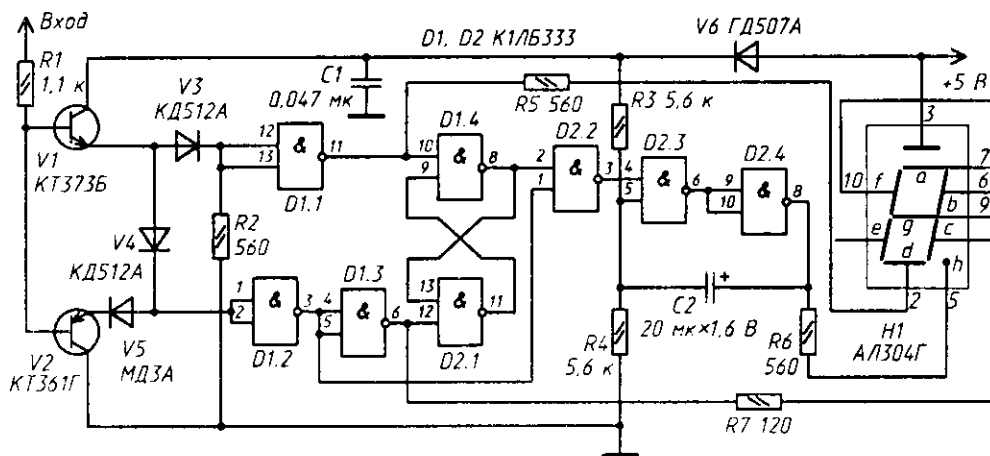 Вход
R1
1,1 к
V1
КТ373Б
V3
КД512А
V4
КД512А
V2
КТ361Г
V5
МД3А
R2
560
С1
0,047 мк
D1, D2 К1ЛБ333
V6 ГД507А
+5 В
12
13
&
11
D1.1
1
2
&
3
D1.2
4
5
&
6
D1.3
D1.4
10
9
&
8
13
12
&
11
D2.1
R5 560
D2.2
2
1
&
3
R3 5,6 к
D2.3
4
5
&
6
D2.4
9
10
&
8
R4
5,6 к
С2
20 мк×1,6 В
+
R6
560
R7 120
3
10
f
a
7
6
b
9
e
g
c
d
h
2
5
H1
АЛ304Г